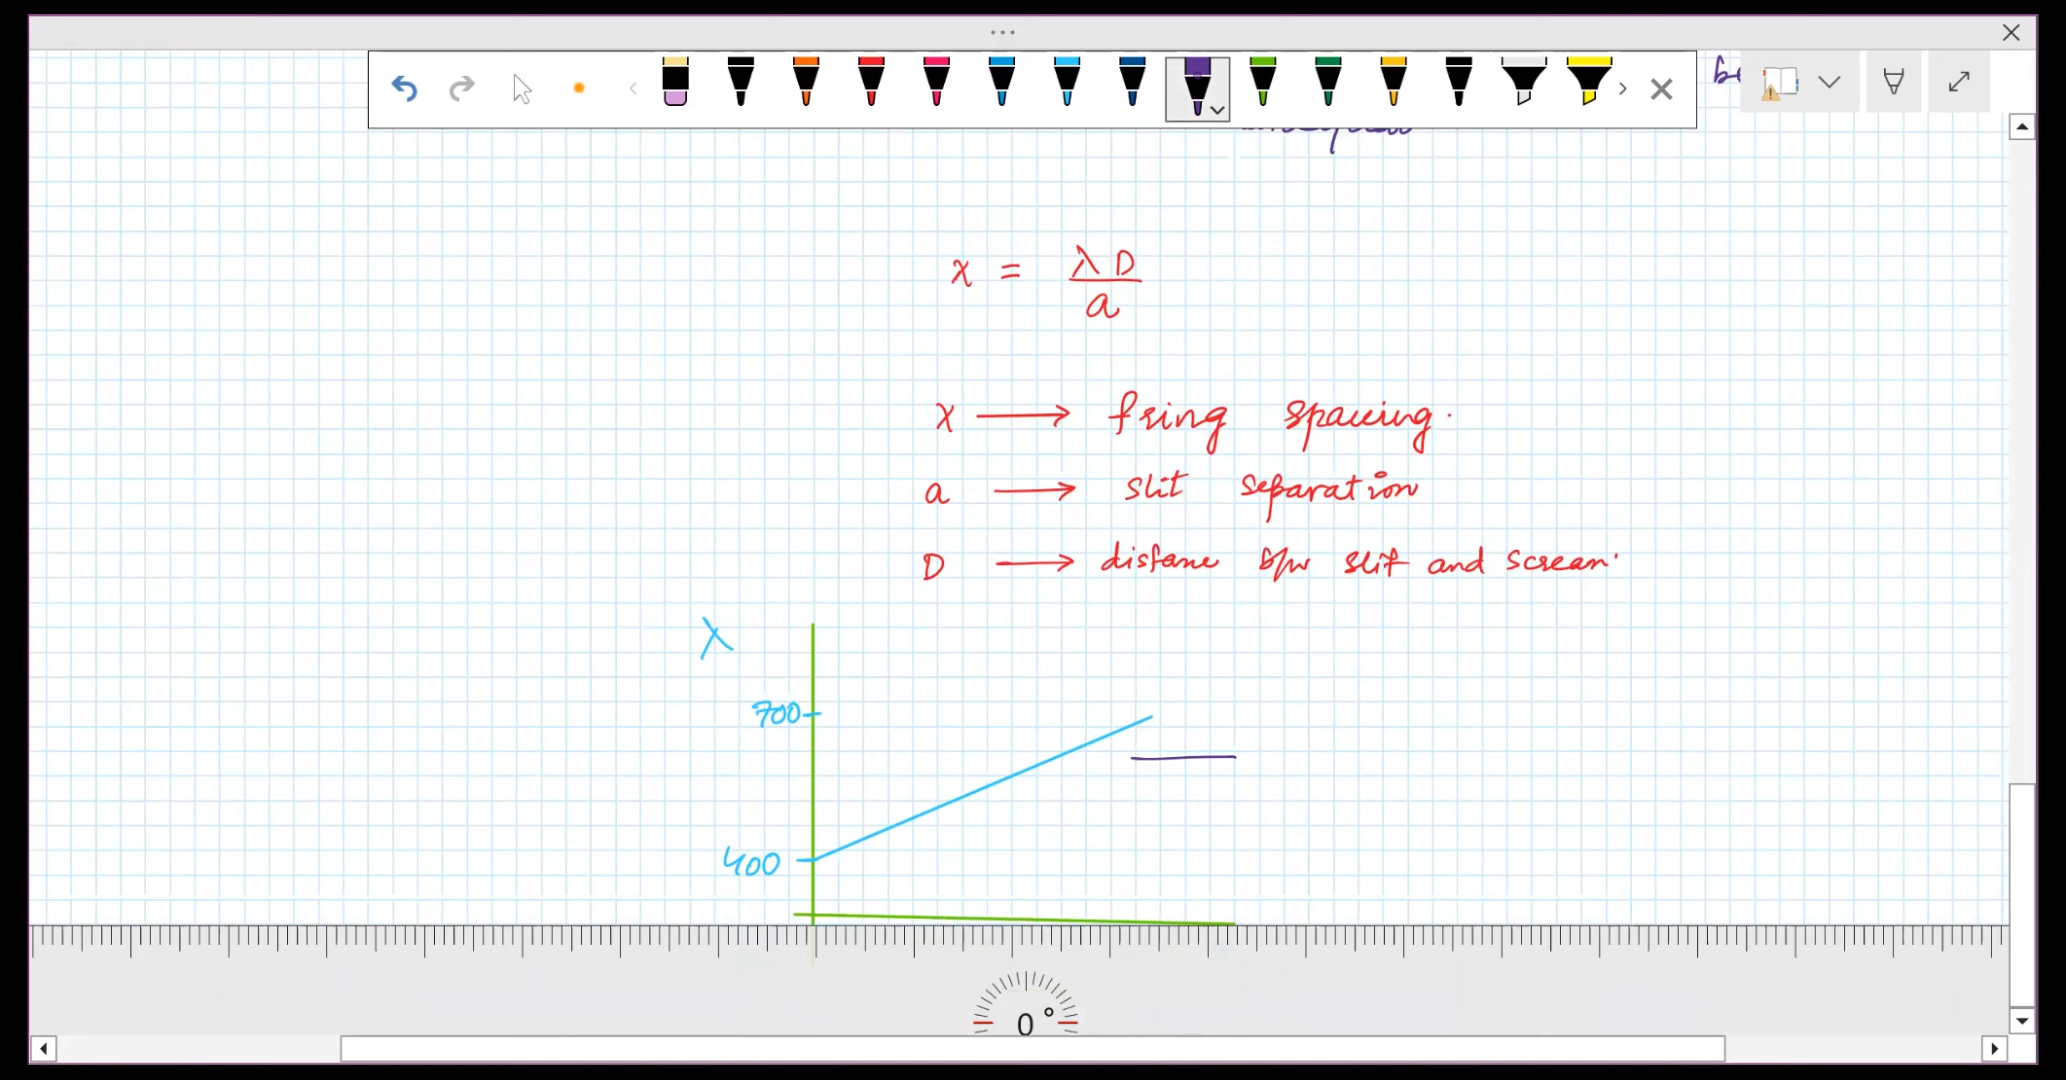 x = λD
a
x → fring spacing.
a → slit separation
D → distane b/w slit and screan.
x
700
400
0°